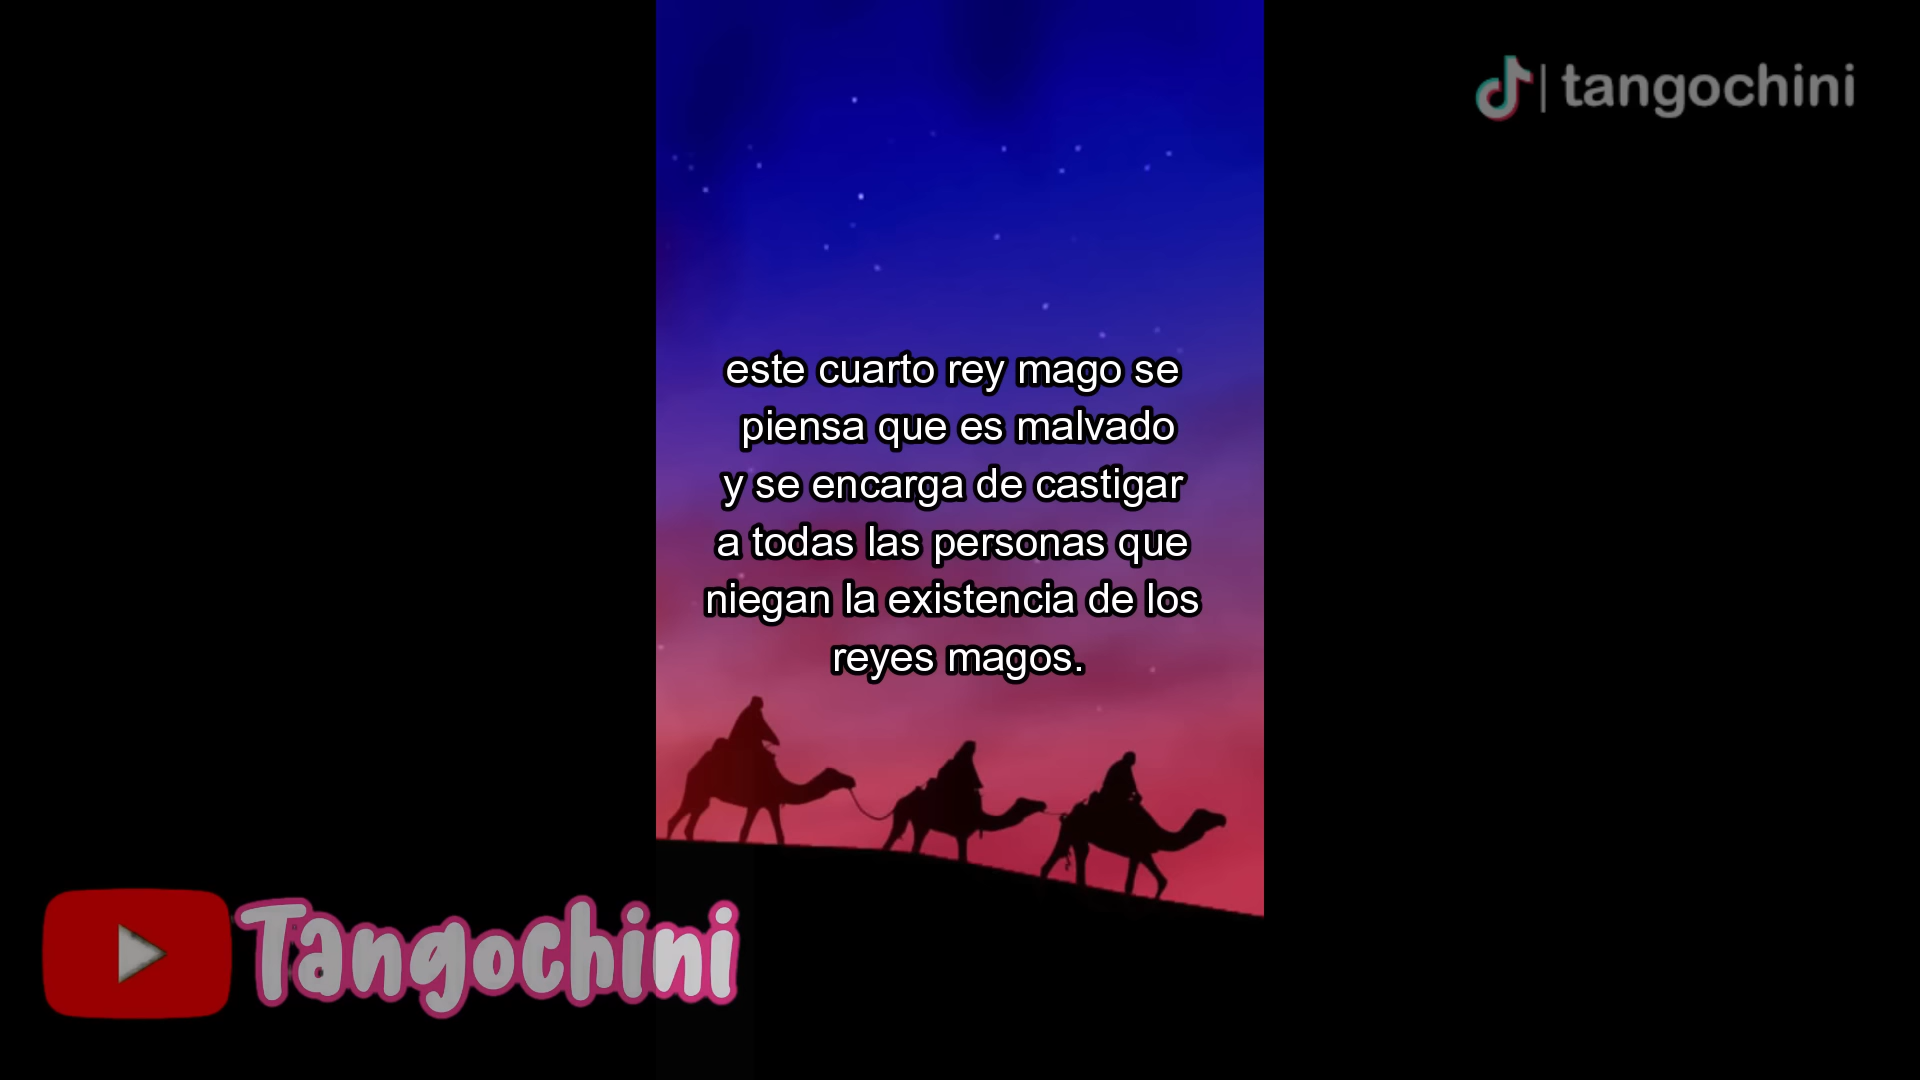 tangochini
este cuarto rey mago se
piensa que es malvado
y se encarga de castigar
a todas las personas que
niegan la existencia de los
reyes magos.
Tangochini